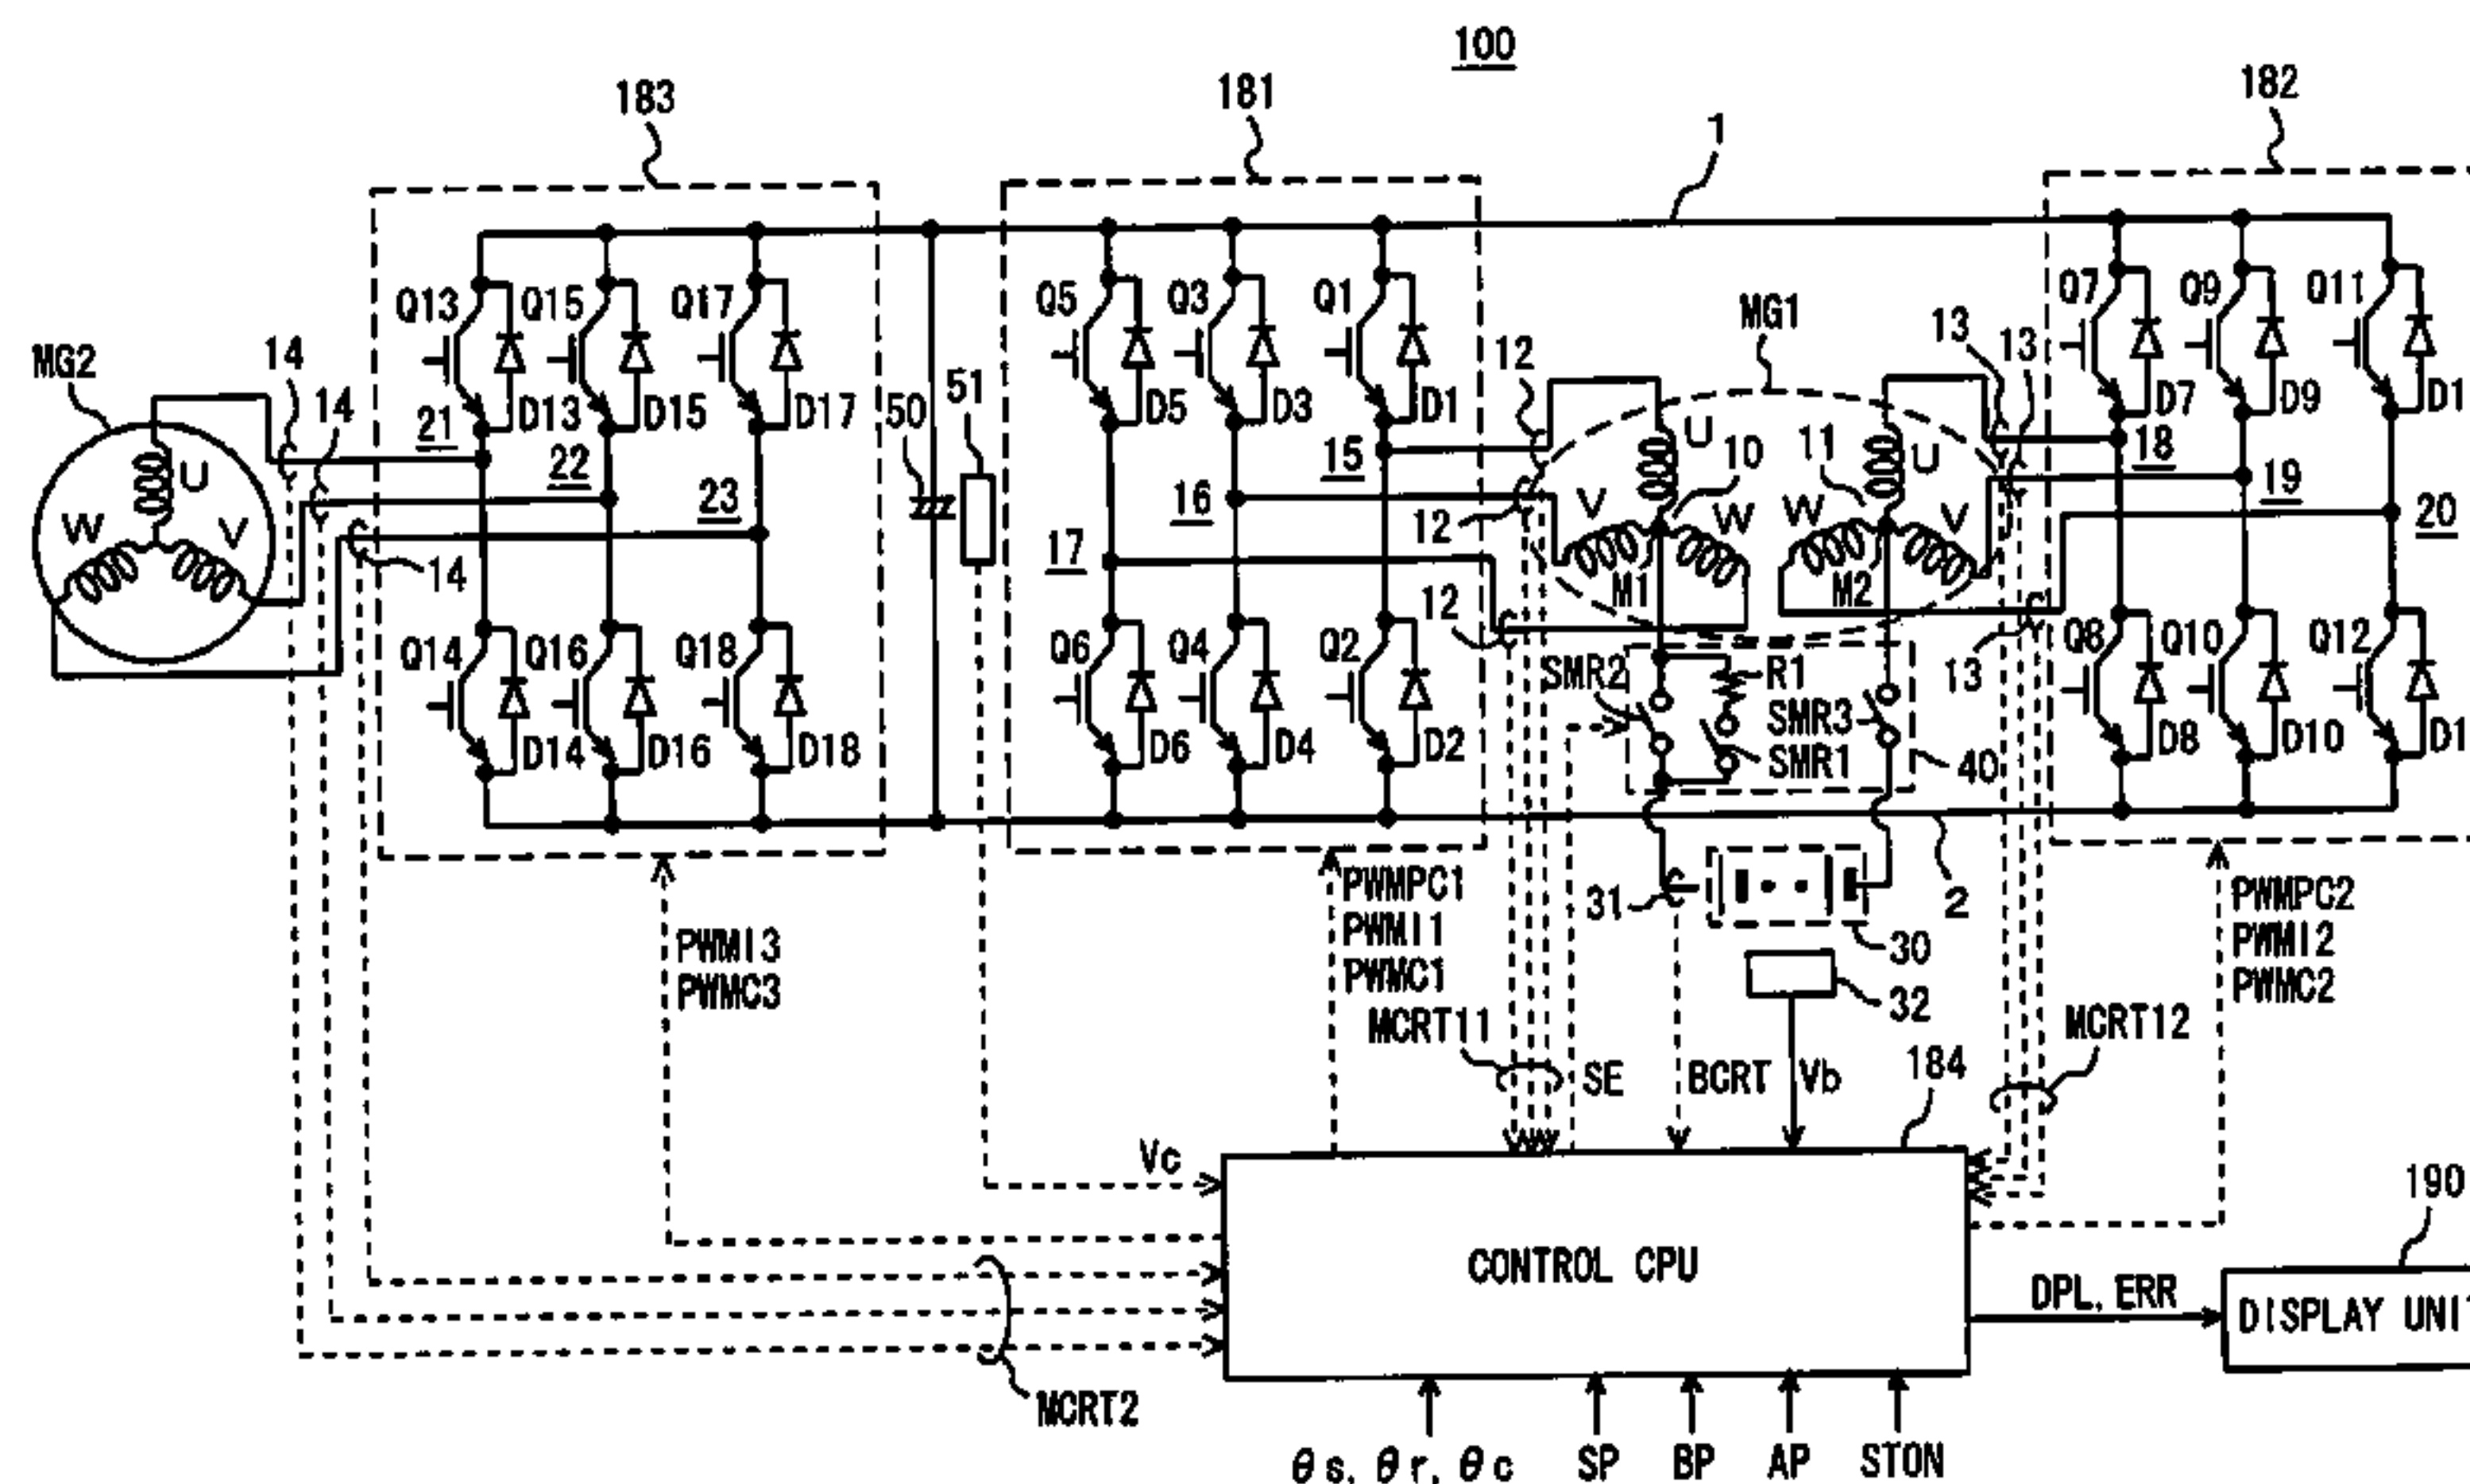 100
183
181
182
1
Q13
Q15
Q17
Q5
Q3
Q1
MG1
Q7
Q9
Q11
MG2
14
14
50
51
12
13
13
D13
D15
D17
D5
D3
D1
D7
D9
21
22
23
15
16
17
12
U
10
11
U
18
19
20
U
W
V
V
W
W
V
14
M1
M2
12
13
Q14
Q16
Q18
Q6
Q4
Q2
SMR2
R1
SMR3
SMR1
40
Q8
Q10
Q12
D14
D16
D18
D6
D4
D2
D8
D10
31
30
2
32
PWMI3
PWMC3
PWMPC1
PWMI1
PWMC1
MCRT11
PWMPC2
PWMI2
PWMC2
MCRT12
SE
BCRT
Vb
184
Vc
190
CONTROL CPU
DPL, ERR
DISPLAY
MCRT2
θs, θr, θc
SP
BP
AP
STON